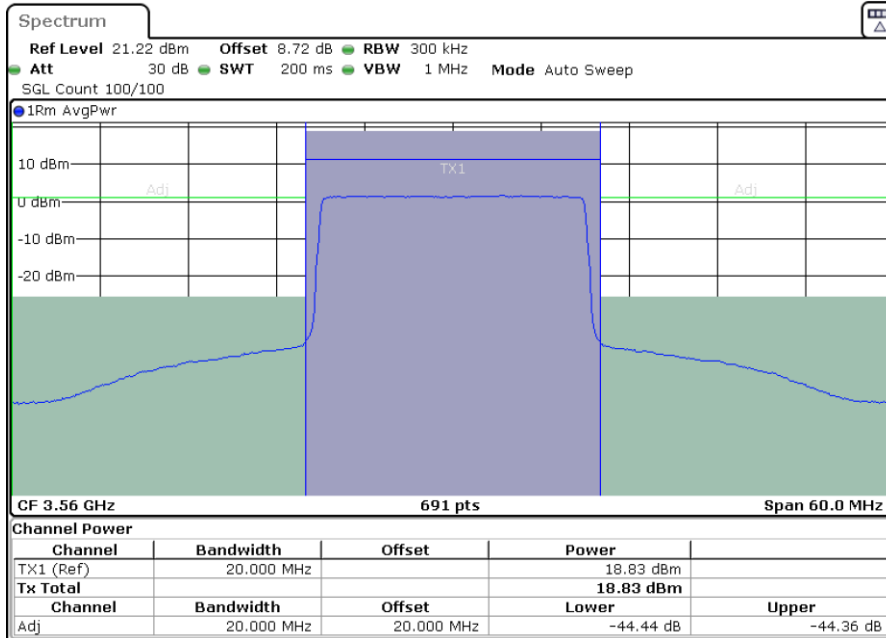 Spectrum
Ref Level 21.22 dBm Offset 8.72 dB RBW 300 kHz
Att 30 dB SWT 200 ms VBW 1 MHz Mode Auto Sweep
SGL Count 100/100
1Rm AvgPwr
10 dBm
TX1
Adj Adj
0 dBm
-10 dBm
-20 dBm
CF 3.56 GHz 691 pts Span 60.0 MHz
Channel Power
Channel Bandwidth Offset Power
TX1 (Ref) 20.000 MHz 18.83 dBm
Tx Total 18.83 dBm
Channel Bandwidth Offset Lower Upper
Adj 20.000 MHz 20.000 MHz -44.44 dB -44.36 dB